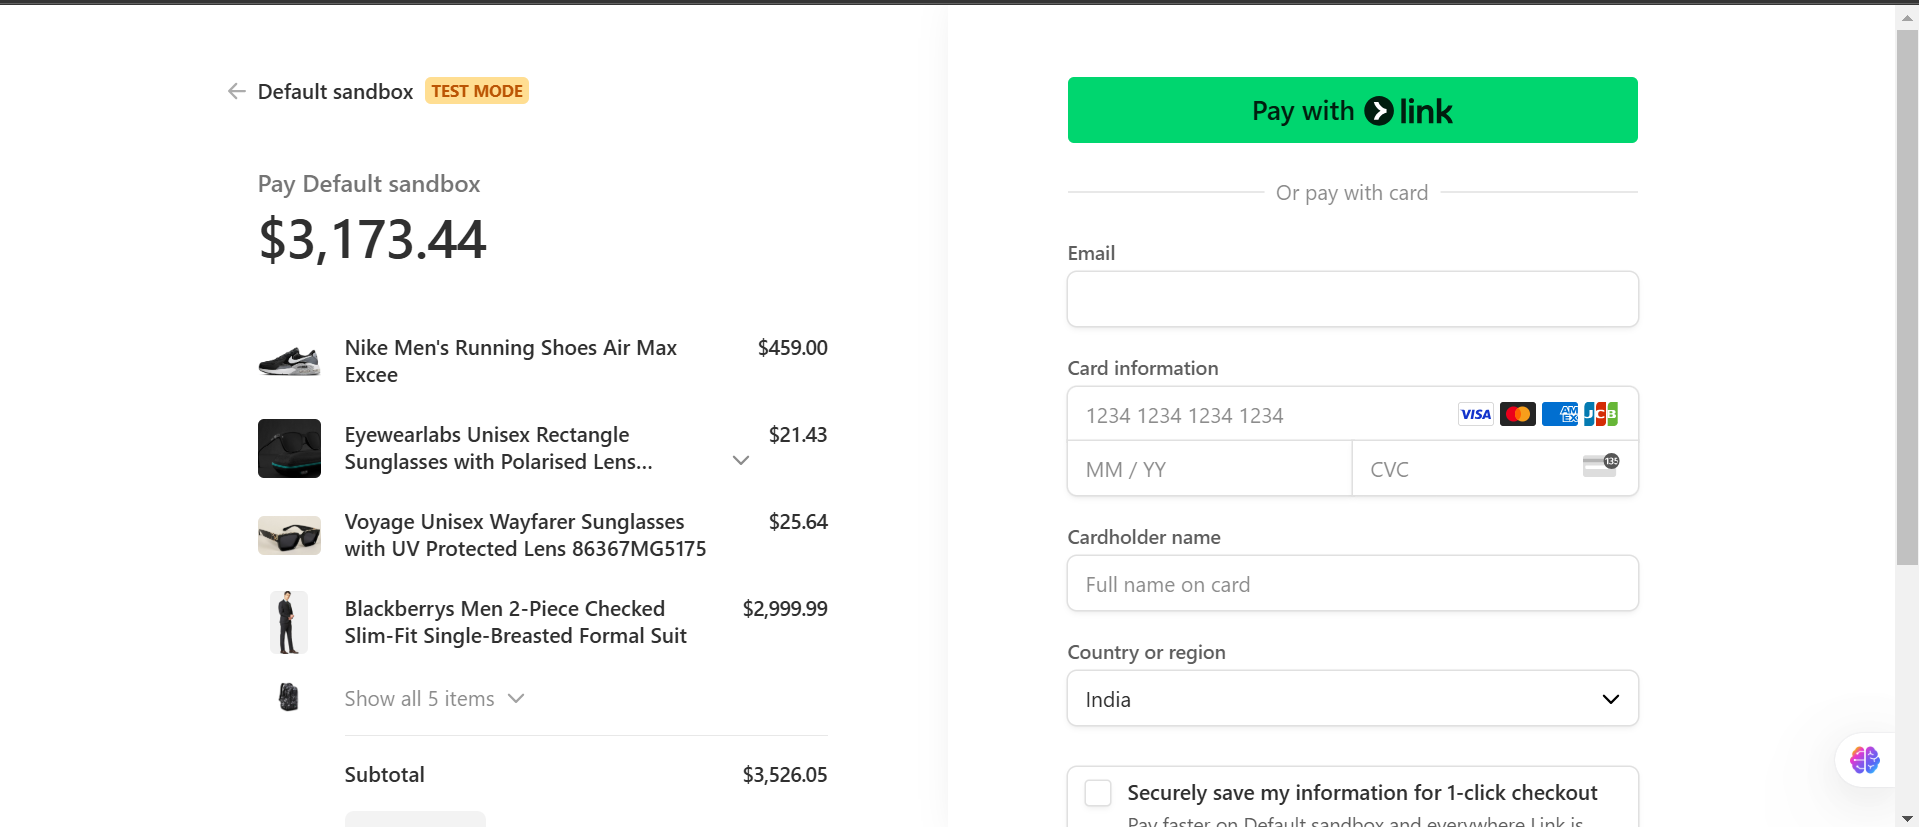 Default sandbox TEST MODE
Pay Default sandbox
$3,173.44
Nike Men's Running Shoes Air Max $459.00
Excee
Eyewearlabs Unisex Rectangle $21.43
Sunglasses with Polarised Lens...
Voyage Unisex Wayfarer Sunglasses $25.64
with UV Protected Lens 86367MG5175
Blackberrys Men 2-Piece Checked $2,999.99
Slim-Fit Single-Breasted Formal Suit
Show all 5 items
Subtotal $3,526.05
Pay with link
Or pay with card
Email
Card information
1234 1234 1234 1234 VISA AMEX JCB
MM / YY CVC 135
Cardholder name
Full name on card
Country or region
India
Securely save my information for 1-click checkout
Pay faster on Default sandbox and everywhere Link is